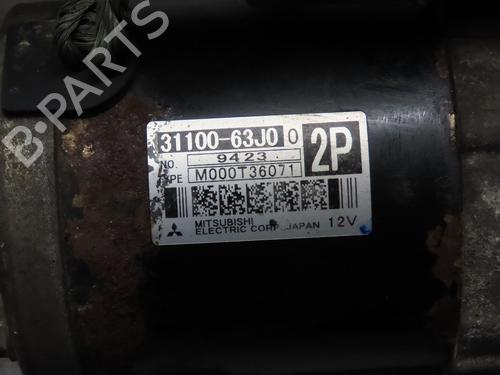 31100-63J0 0 2P
NO. 9423
TYPE M000T36071
MITSUBISHI
ELECTRIC CORP. JAPAN 12V
B-PARTS